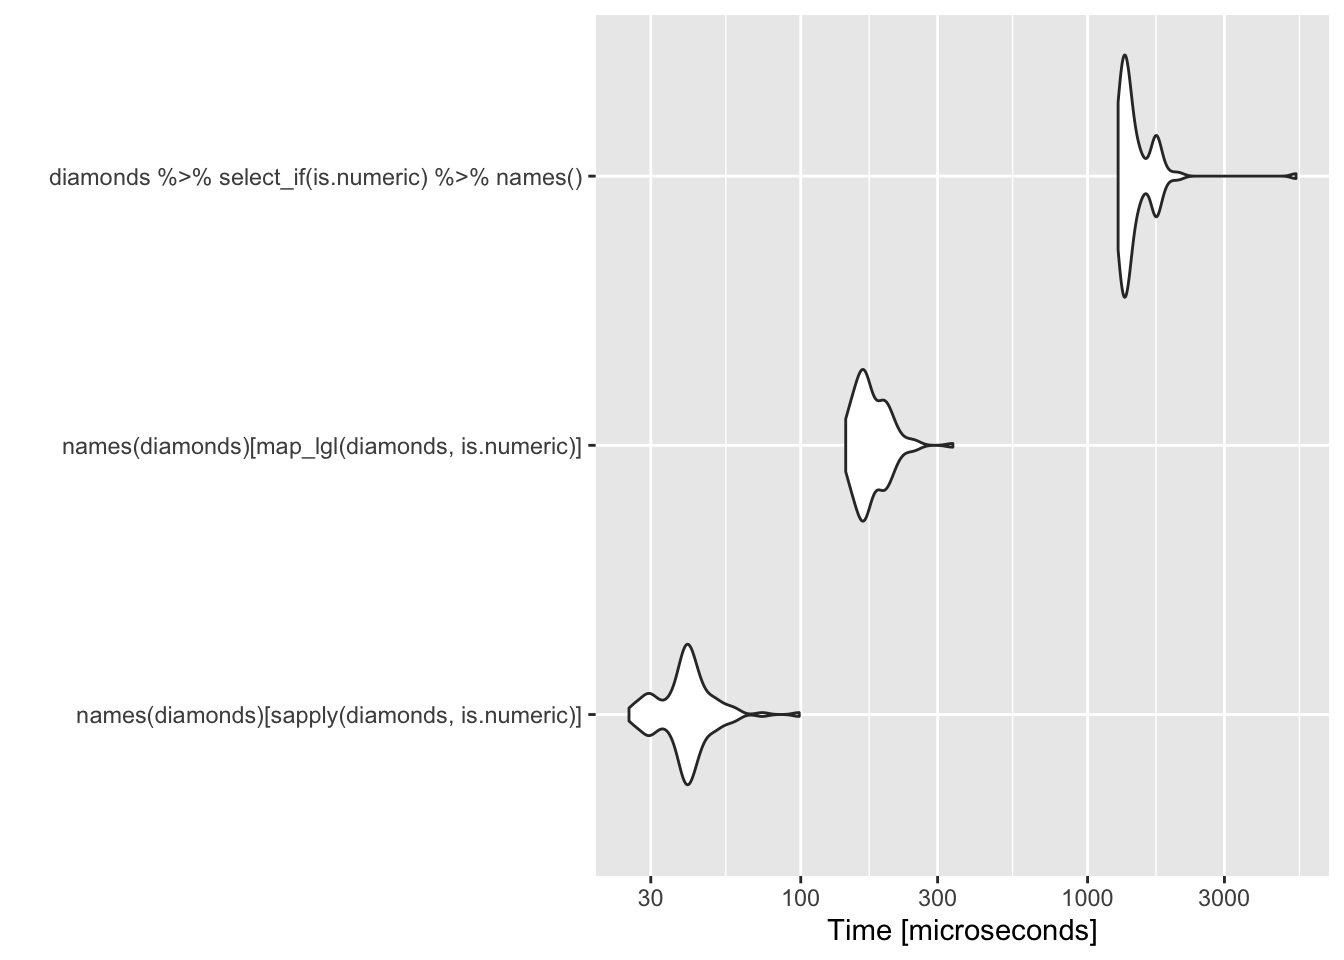 diamonds %>% select_if(is.numeric) %>% names()
names(diamonds)[map_lgl(diamonds, is.numeric)]
names(diamonds)[sapply(diamonds, is.numeric)]
30 100 300 1000 3000
Time [microseconds]